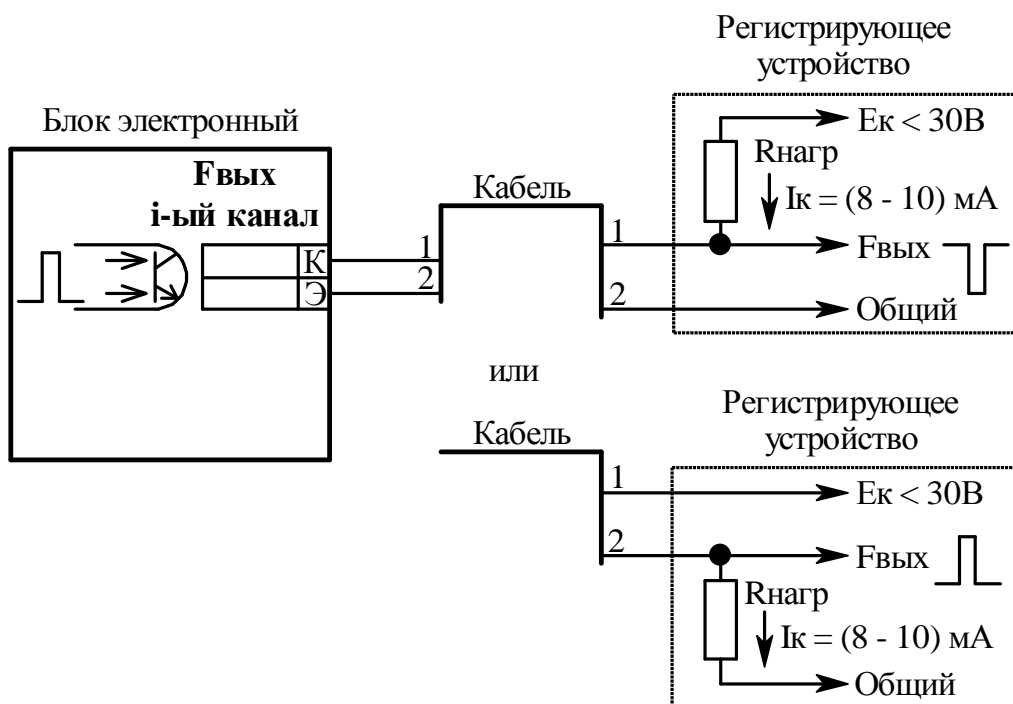 Регистрирующее
устройство
Блок электронный
Fвых
i-ый канал
К
Э
Кабель
1
2
1
2
Ек < 30В
Rнагр
Iк = (8 - 10) мА
Fвых
Общий
или
Регистрирующее
устройство
Кабель
1
2
Ек < 30В
Fвых
Rнагр
Iк = (8 - 10) мА
Общий